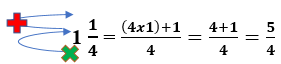 1 1/4 = (4x1)+1/4 = 4+1/4 = 5/4